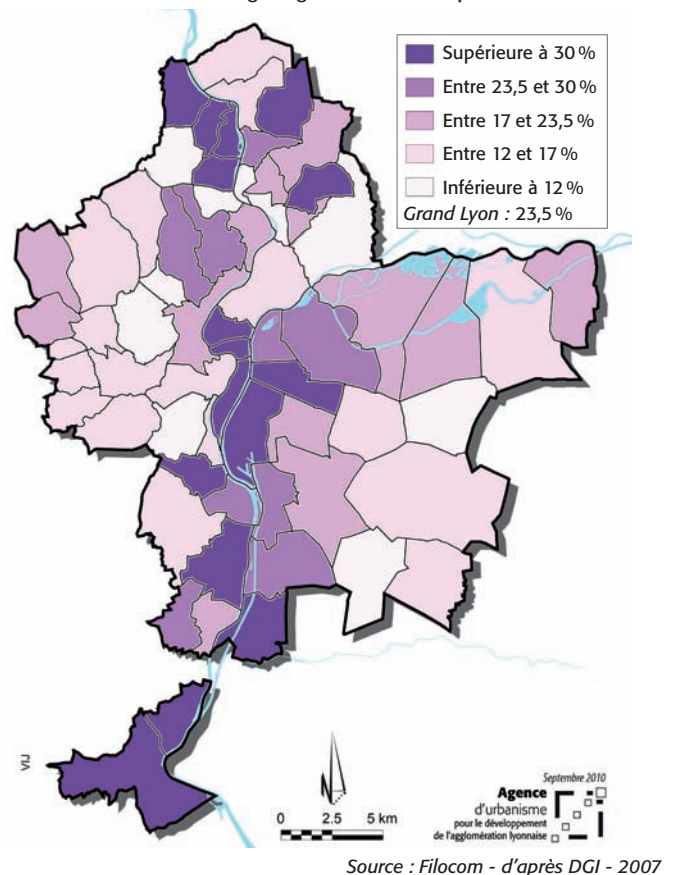 Supérieure à 30 %
Entre 23,5 et 30 %
Entre 17 et 23,5 %
Entre 12 et 17 %
Inférieure à 12 %
Grand Lyon : 23,5 %
VIJ
N
0 2.5 5 km
Septembre 2010
Agence
d'urbanisme
pour le développement
de l'agglomération lyonnaise
Source : Filocom - d'après DGI - 2007